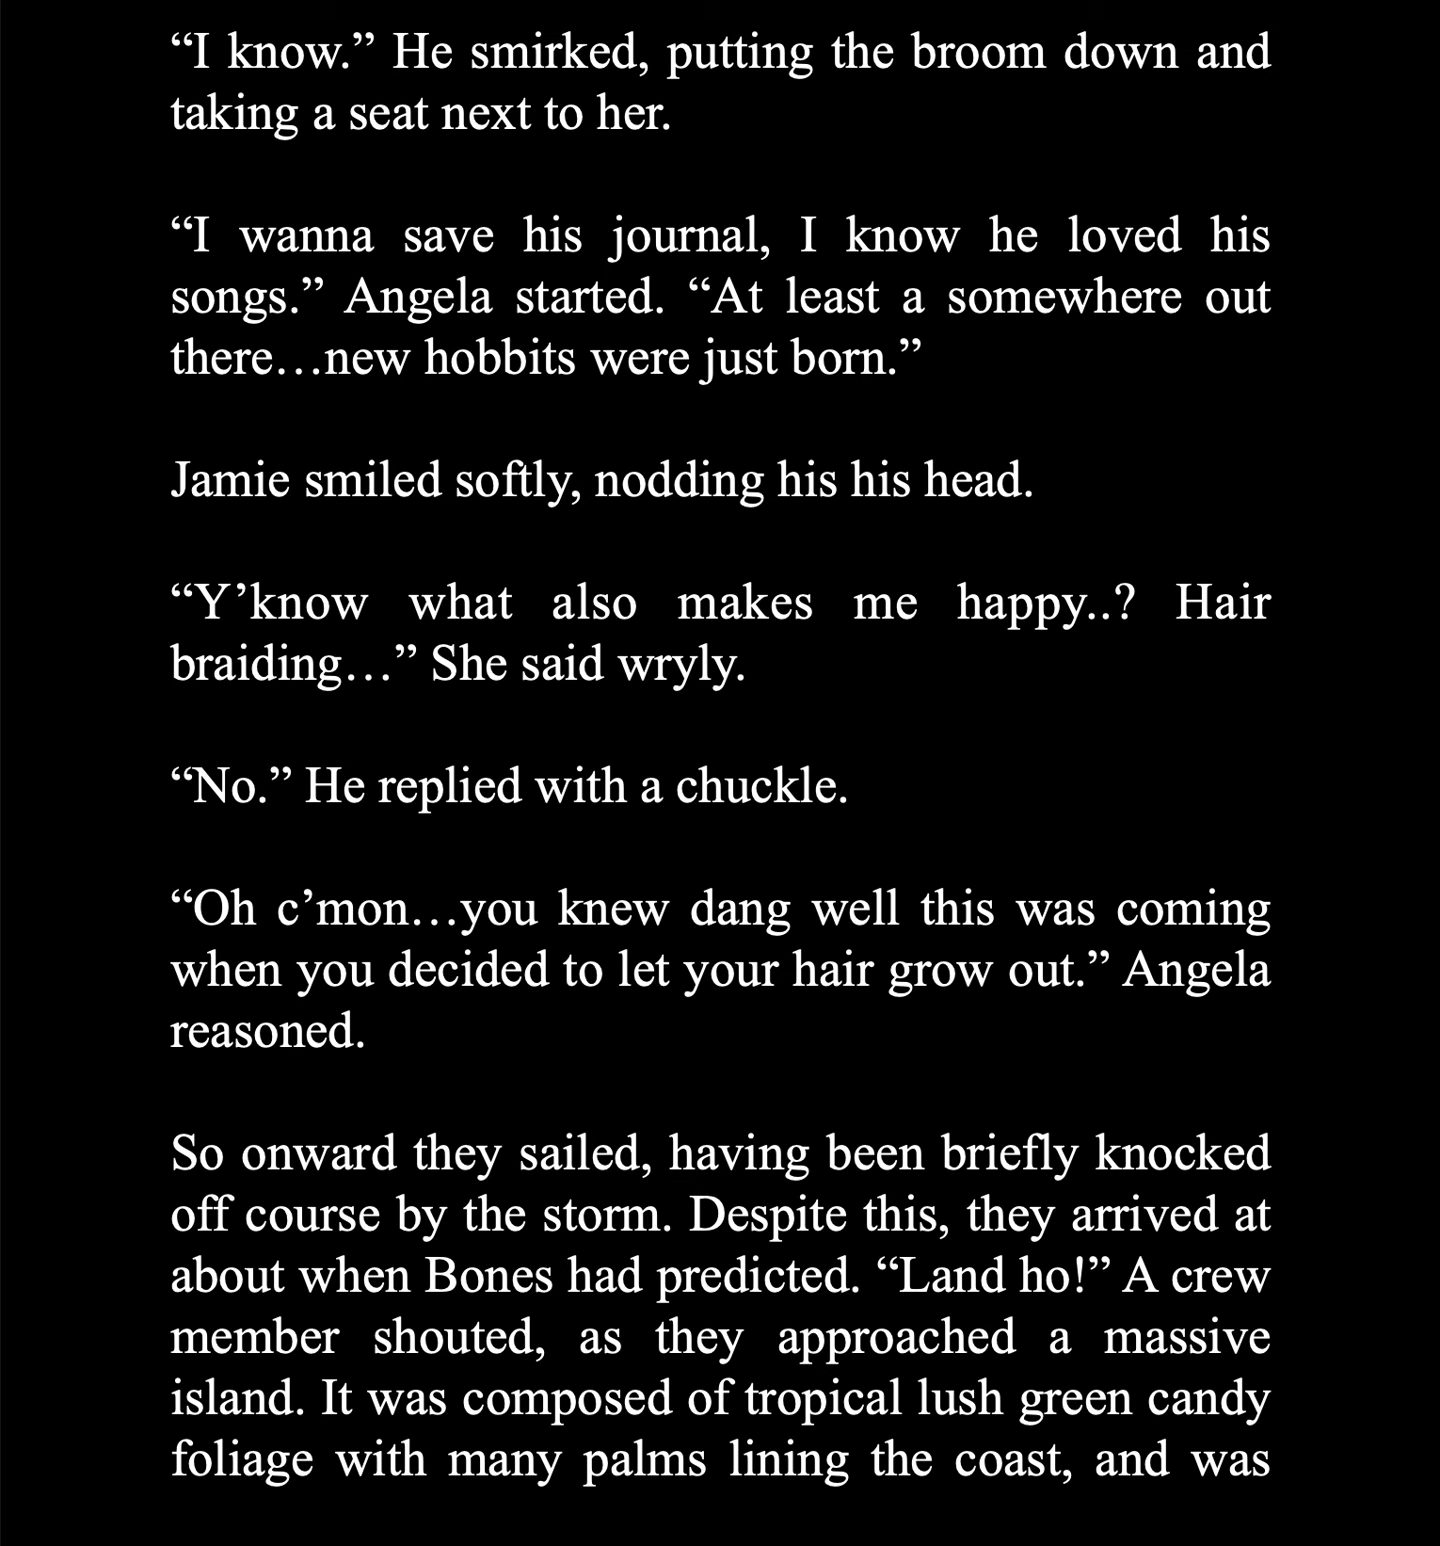 “I know.” He smirked, putting the broom down and
taking a seat next to her.
“I wanna save his journal, I know he loved his
songs.” Angela started. “At least a somewhere out
there…new hobbits were just born.”
Jamie smiled softly, nodding his his head.
“Y’know what also makes me happy..? Hair
braiding…” She said wryly.
“No.” He replied with a chuckle.
“Oh c’mon…you knew dang well this was coming
when you decided to let your hair grow out.” Angela
reasoned.
So onward they sailed, having been briefly knocked
off course by the storm. Despite this, they arrived at
about when Bones had predicted. “Land ho!” A crew
member shouted, as they approached a massive
island. It was composed of tropical lush green candy
foliage with many palms lining the coast, and was